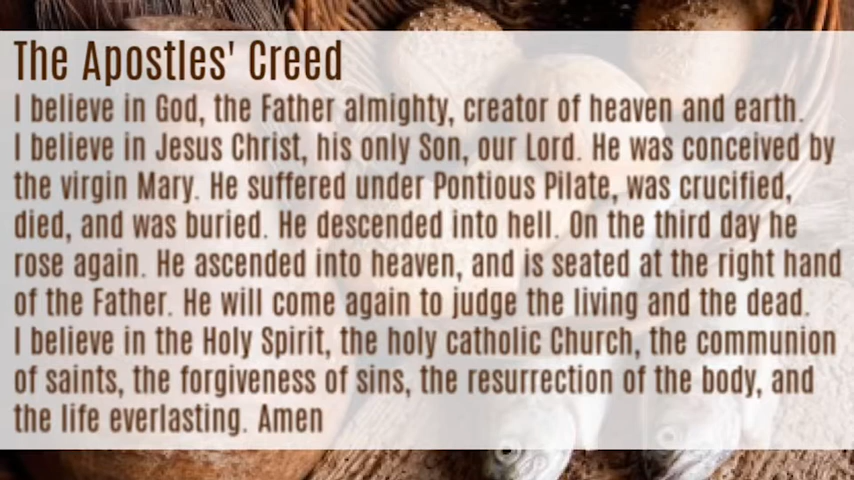 The Apostles' Creed
I believe in God, the Father almighty, creator of heaven and earth.
I believe in Jesus Christ, his only Son, our Lord. He was conceived by
the virgin Mary. He suffered under Pontious Pilate, was crucified,
died, and was buried. He descended into hell. On the third day he
rose again. He ascended into heaven, and is seated at the right hand
of the Father. He will come again to judge the living and the dead.
I believe in the Holy Spirit, the holy catholic Church, the communion
of saints, the forgiveness of sins, the resurrection of the body, and
the life everlasting. Amen